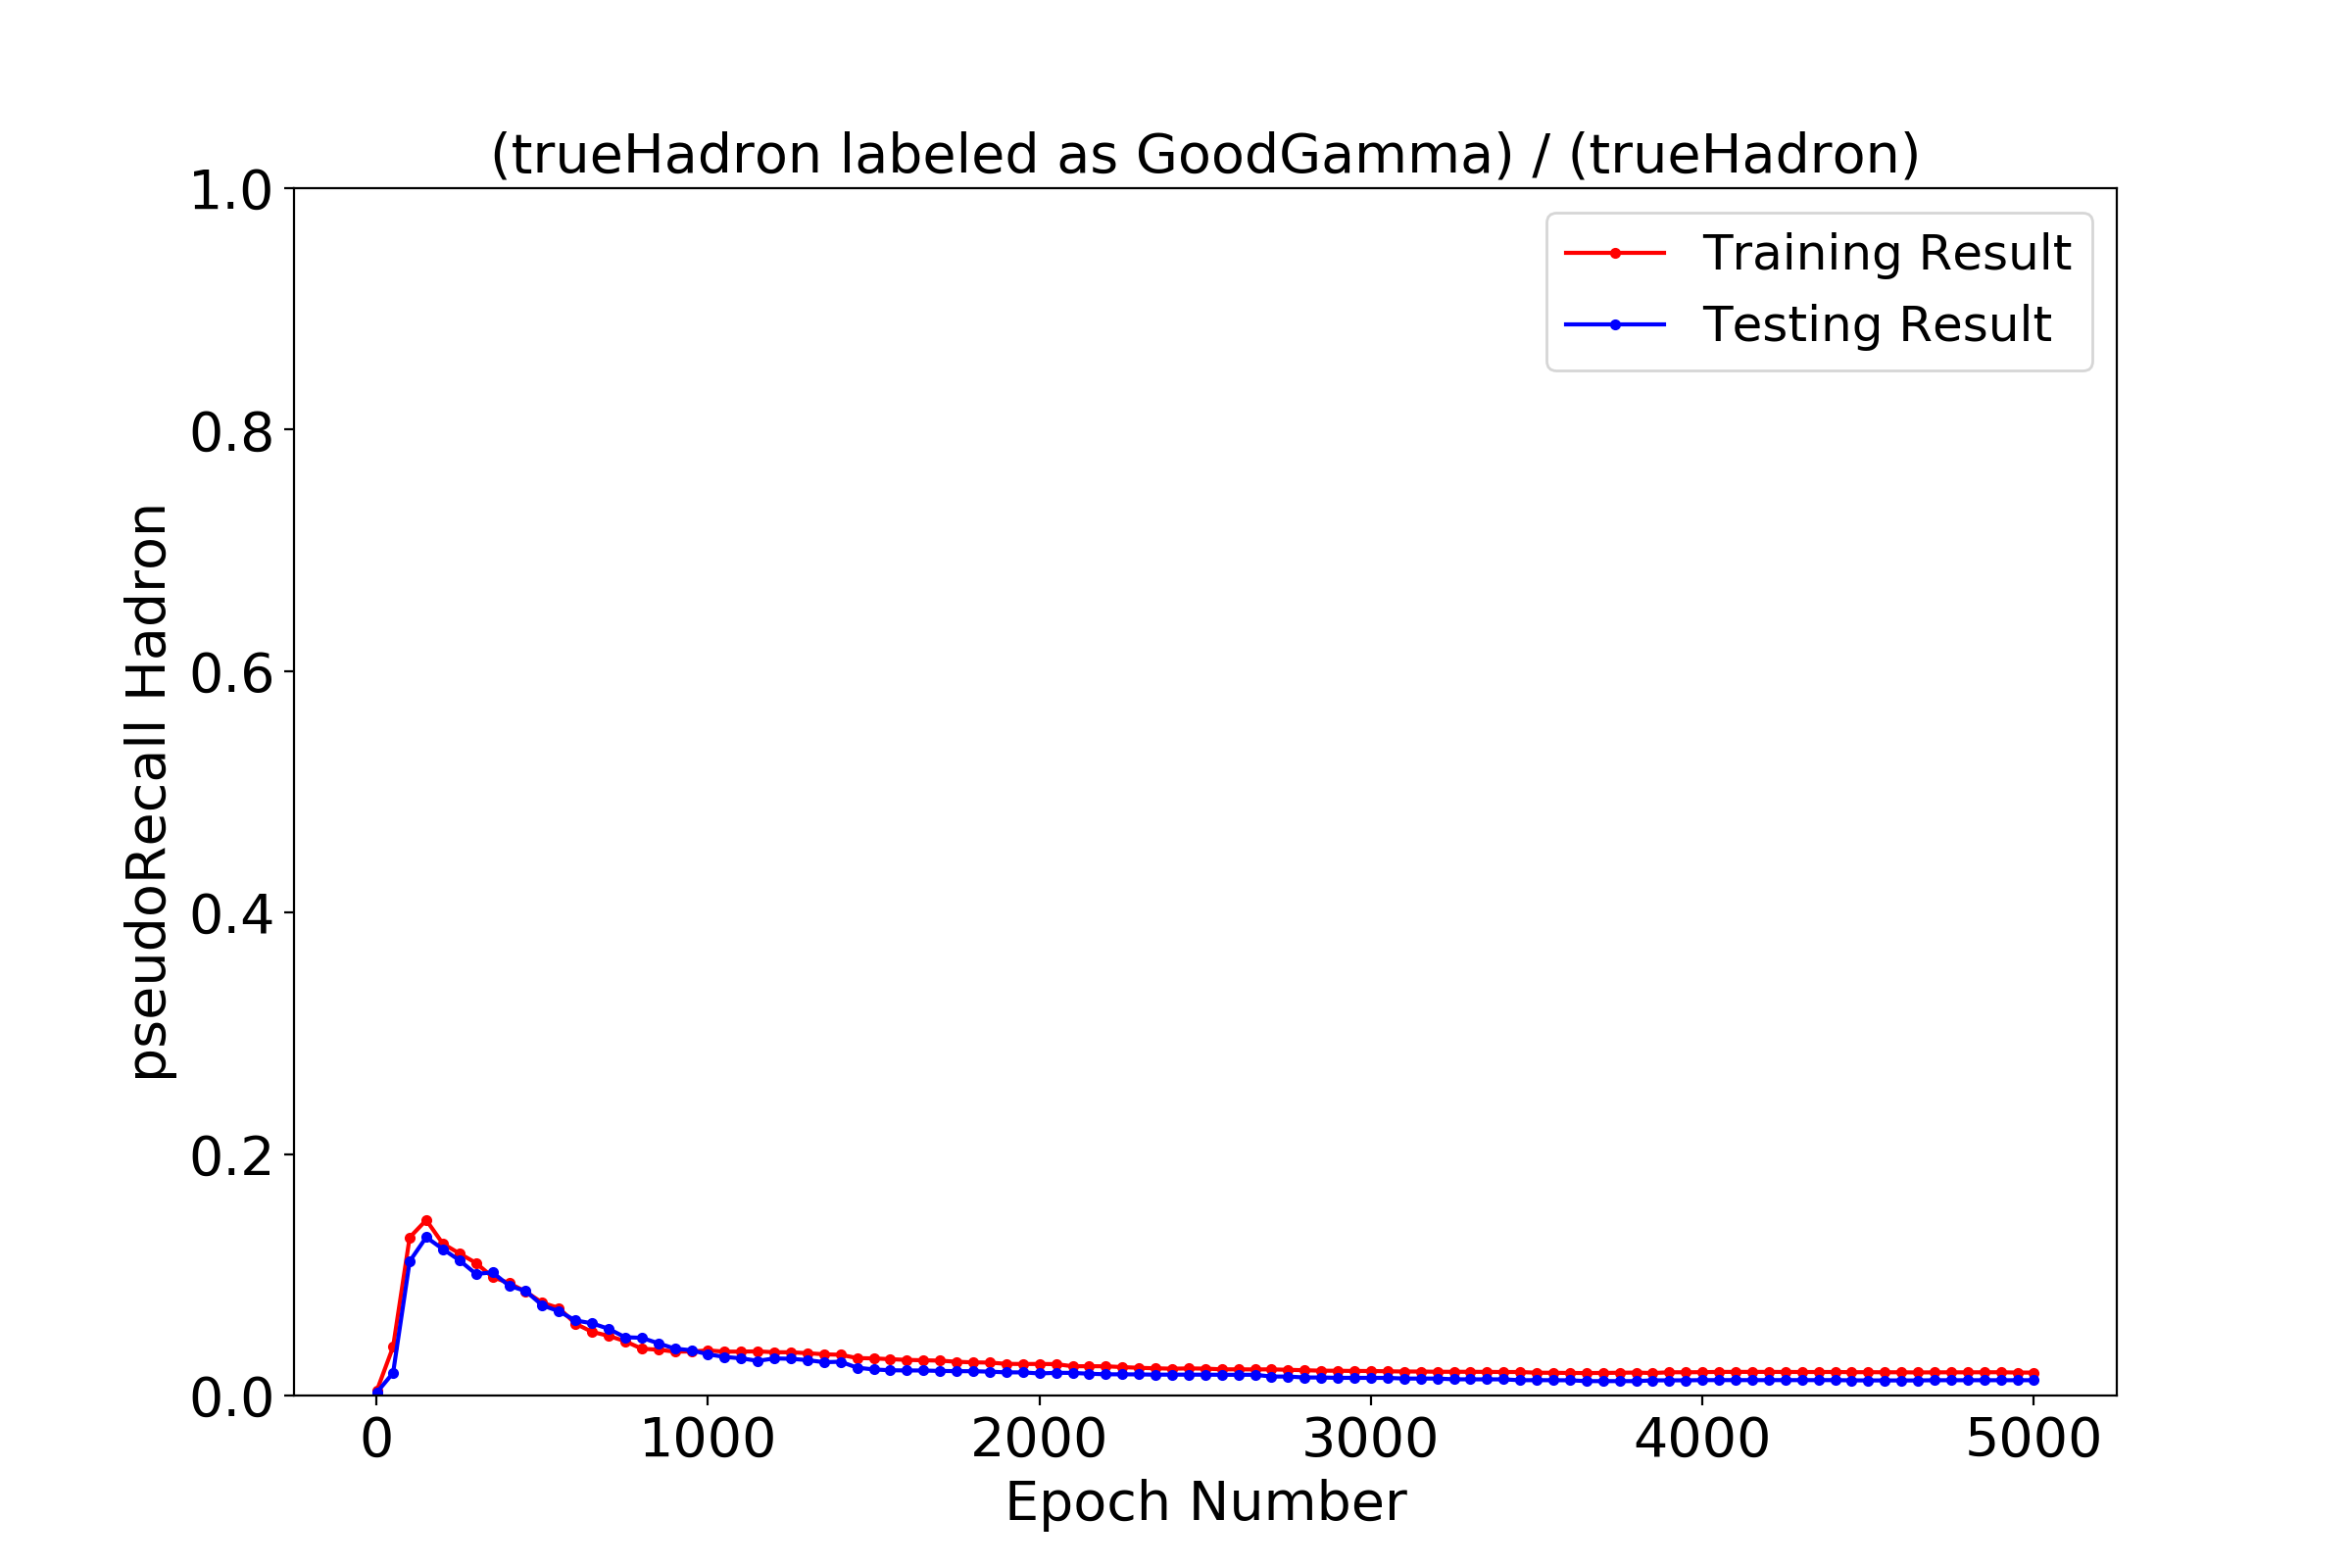 (trueHadron labeled as GoodGamma) / (trueHadron)
1.0
0.8
0.6
0.4
0.2
0.0
pseudoRecall Hadron
Training Result
Testing Result
0 1000 2000 3000 4000 5000
Epoch Number